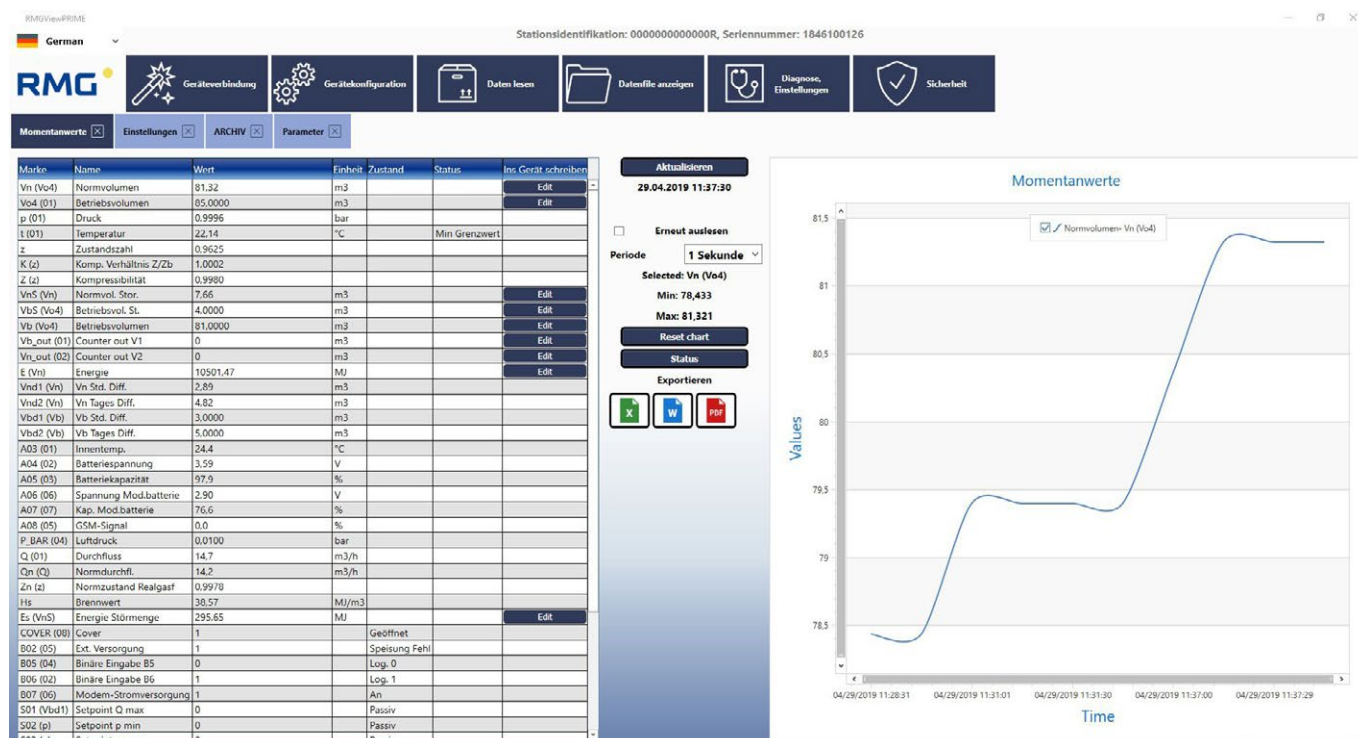 RMGViewPRIME
German
Stationsidentifikation: 0000000000000R, Seriennummer: 1846100126
RMG
Geräteverbindung
Gerätekonfiguration
Daten lesen
Datenfile anzeigen
Diagnose,
Einstellungen
Sicherheit
Momentanwerte
Einstellungen
ARCHIV
Parameter
Marke Name Wert Einheit Zustand Status Ins Gerät schreiben
Vn (Vo4) Normvolumen 81,32 m3 Edit
Vo4 (01) Betriebsvolumen 85,0000 m3 Edit
p (01) Druck 0,9996 bar
t (01) Temperatur 22,14 °C Min Grenzwert
z Zustandszahl 0,9625
K (z) Komp. Verhältnis Z/Zb 1,0002
Z (z) Kompressibilität 0,9980
VnS (Vn) Normvol. Stor. 7,66 m3 Edit
VbS (Vo4) Betriebsvol. St. 4,0000 m3 Edit
Vb (Vo4) Betriebsvolumen 81,0000 m3 Edit
Vb_out (01) Counter out V1 0 m3 Edit
Vn_out (02) Counter out V2 0 m3 Edit
E (Vn) Energie 10501,47 MJ Edit
Vnd1 (Vn) Vn Std. Diff. 2,89 m3
Vnd2 (Vn) Vn Tages Diff. 4,82 m3
Vbd1 (Vb) Vb Std. Diff. 3,0000 m3
Vbd2 (Vb) Vb Tages Diff. 5,0000 m3
A03 (01) Innentemp. 24,4 °C
A04 (02) Batteriespannung 3,59 V
A05 (03) Batteriekapazität 97,9 %
A06 (06) Spannung Mod.batterie 2,90 V
A07 (07) Kap. Mod.batterie 76,6 %
A08 (05) GSM-Signal 0,0 %
P_BAR (04) Luftdruck 0,0100 bar
Q (01) Durchfluss 14,7 m3/h
Qn (Q) Normdurchfl. 14,2 m3/h
Zn (z) Normzustand Realgasf 0,9978
Hs Brennwert 38,57 MJ/m3
Es (VnS) Energie Störmenge 295,65 MJ Edit
COVER (08) Cover 1 Geöffnet
B02 (05) Ext. Versorgung 1 Speisung Fehl
B05 (04) Binäre Eingabe B5 0 Log. 0
B06 (02) Binäre Eingabe B6 1 Log. 1
B07 (06) Modem-Stromversorgung 1 An
S01 (Vbd1) Setpoint Q max 0 Passiv
S02 (p) Setpoint p min 0 Passiv
Aktualisieren
29.04.2019 11:37:30
Erneut auslesen
Periode 1 Sekunde
Selected: Vn (Vo4)
Min: 78,433
Max: 81,321
Reset chart
Status
Exportieren
X W PDF
Momentanwerte
Normvolumen- Vn (Vo4)
81,5
81
80,5
80
79,5
79
78,5
Values
04/29/2019 11:28:31 04/29/2019 11:31:01 04/29/2019 11:31:30 04/29/2019 11:37:00 04/29/2019 11:37:29
Time